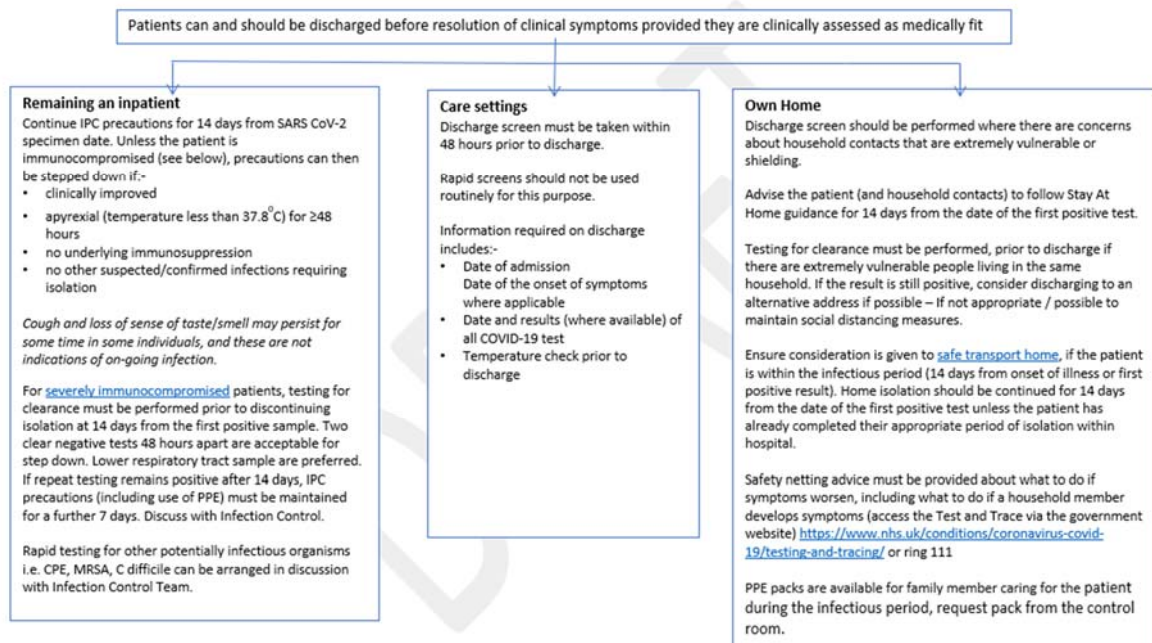 Patients can and should be discharged before resolution of clinical symptoms provided they are clinically assessed as medically fit
Remaining an inpatient
Continue IPC precautions for 14 days from SARS CoV-2
specimen date. Unless the patient is
immunocompromised (see below), precautions can then
be stepped down if:-
• clinically improved
• apyrexial (temperature less than 37.8°C) for ≥48
hours
• no underlying immunosuppression
• no other suspected/confirmed infections requiring
isolation
Cough and loss of sense of taste/smell may persist for
some time in some individuals, and these are not
indications of on-going infection.
For severely immunocompromised patients, testing for
clearance must be performed prior to discontinuing
isolation at 14 days from the first positive sample. Two
clear negative tests 48 hours apart are acceptable for
step down. Lower respiratory tract sample are preferred.
If repeat testing remains positive after 14 days, IPC
precautions (including use of PPE) must be maintained
for a further 7 days. Discuss with Infection Control.
Rapid testing for other potentially infectious organisms
i.e. CPE, MRSA, C difficile can be arranged in discussion
with Infection Control Team.
Care settings
Discharge screen must be taken within
48 hours prior to discharge.
Rapid screens should not be used
routinely for this purpose.
Information required on discharge
includes:-
• Date of admission
Date of the onset of symptoms
where applicable
• Date and results (where available) of
all COVID-19 test
• Temperature check prior to
discharge
Own Home
Discharge screen should be performed where there are concerns
about household contacts that are extremely vulnerable or
shielding.
Advise the patient (and household contacts) to follow Stay At
Home guidance for 14 days from the date of the first positive test.
Testing for clearance must be performed, prior to discharge if
there are extremely vulnerable people living in the same
household. If the result is still positive, consider discharging to an
alternative address if possible – If not appropriate / possible to
maintain social distancing measures.
Ensure consideration is given to safe transport home, if the patient
is within the infectious period (14 days from onset of illness or first
positive result). Home isolation should be continued for 14 days
from the date of the first positive test unless the patient has
already completed their appropriate period of isolation within
hospital.
Safety netting advice must be provided about what to do if
symptoms worsen, including what to do if a household member
develops symptoms (access the Test and Trace via the government
website) https://www.nhs.uk/conditions/coronavirus-covid-
19/testing-and-tracing/ or ring 111
PPE packs are available for family member caring for the patient
during the infectious period, request pack from the control
room.